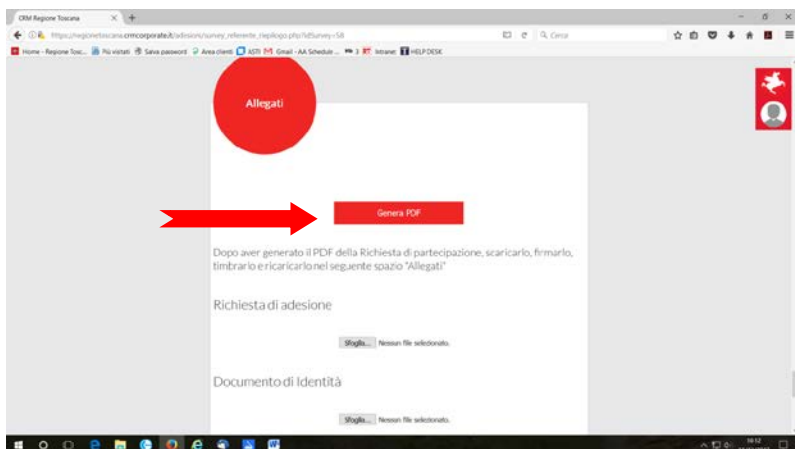 CRM Regione Toscana
https://regionetoscana.crmcorporate.it/adesioni/survey_referente_riepilogo.php?IdSurvey=58
Cerca
Home - Regione Tosc...
Più visitati
Salva password
Area clienti
ASTI
Gmail - AA Schedule ...
3
Intranet
HELP DESK
Allegati
Genera PDF
Dopo aver generato il PDF della Richiesta di partecipazione, scaricarlo, firmarlo,
timbrarlo e ricaricarlo nel seguente spazio "Allegati"
Richiesta di adesione
Sfoglia... Nessun file selezionato.
Documento di Identità
Sfoglia... Nessun file selezionato.